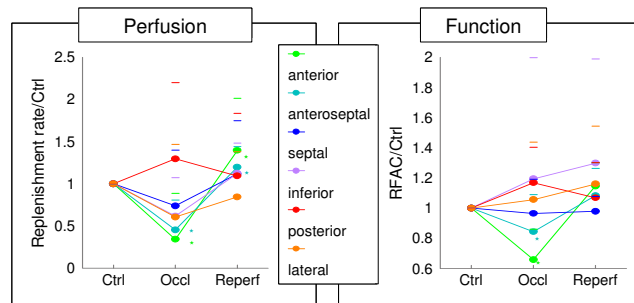 Perfusion
Function
Replenishment rate/Ctrl
2.5
2
1.5
1
0.5
0
Ctrl
Occl
Reperf
anterior
anteroseptal
septal
inferior
posterior
lateral
RFAC/Ctrl
2
1.8
1.6
1.4
1.2
1
0.8
0.6
Ctrl
Occl
Reperf